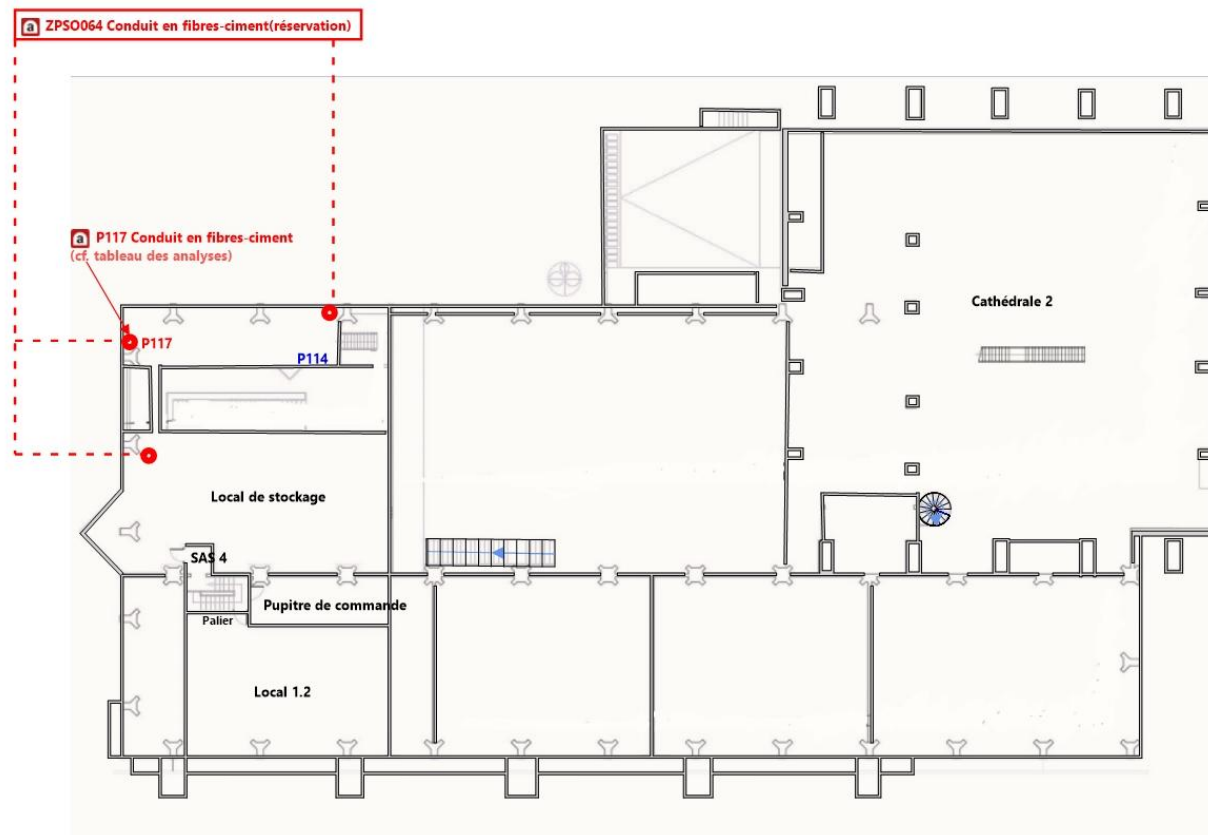 a ZPSO064 Conduit en fibres-ciment(réservation)
a P117 Conduit en fibres-ciment
(cf. tableau des analyses)
Cathédrale 2
P117
P114
Local de stockage
SAS 4
Pupitre de commande
Palier
Local 1.2